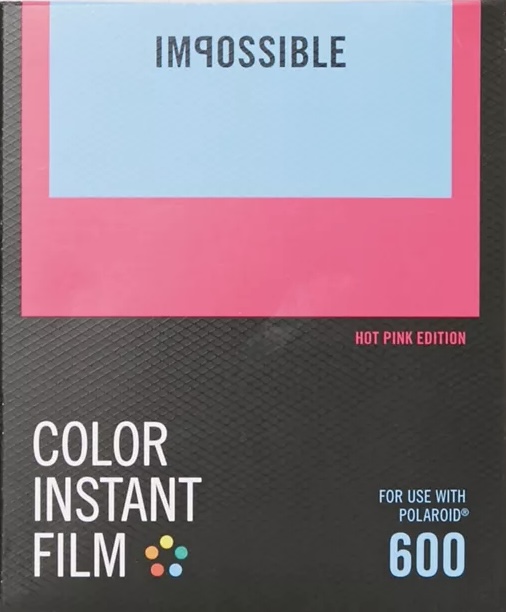 IMPOSSIBLE
HOT PINK EDITION
COLOR
INSTANT
FILM
FOR USE WITH
POLAROID®
600